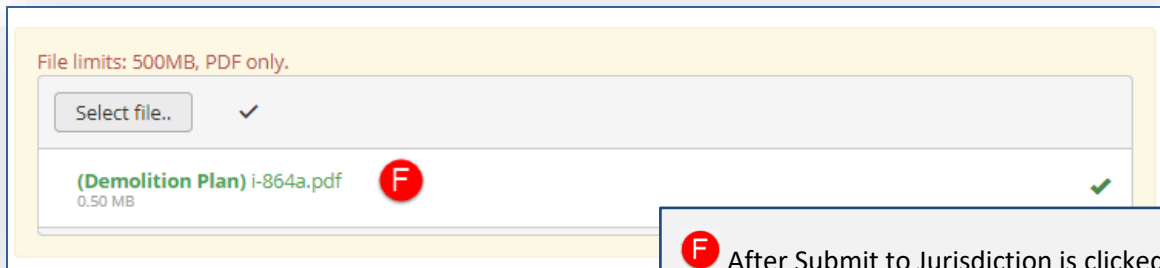 File limits: 500MB, PDF only.
Select file..
(Demolition Plan) i-864a.pdf F
0.50 MB
F After Submit to Jurisdiction is clicked